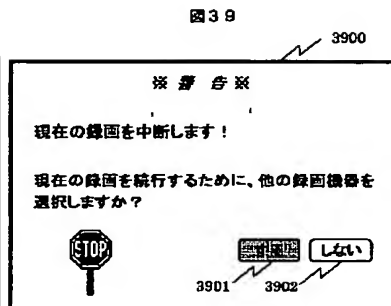 図39
3900
※ 警 告 ※
現在の録画を中断します！
現在の録画を続行するために、他の録画機器を
選択しますか？
STOP
する しない
3901 3902